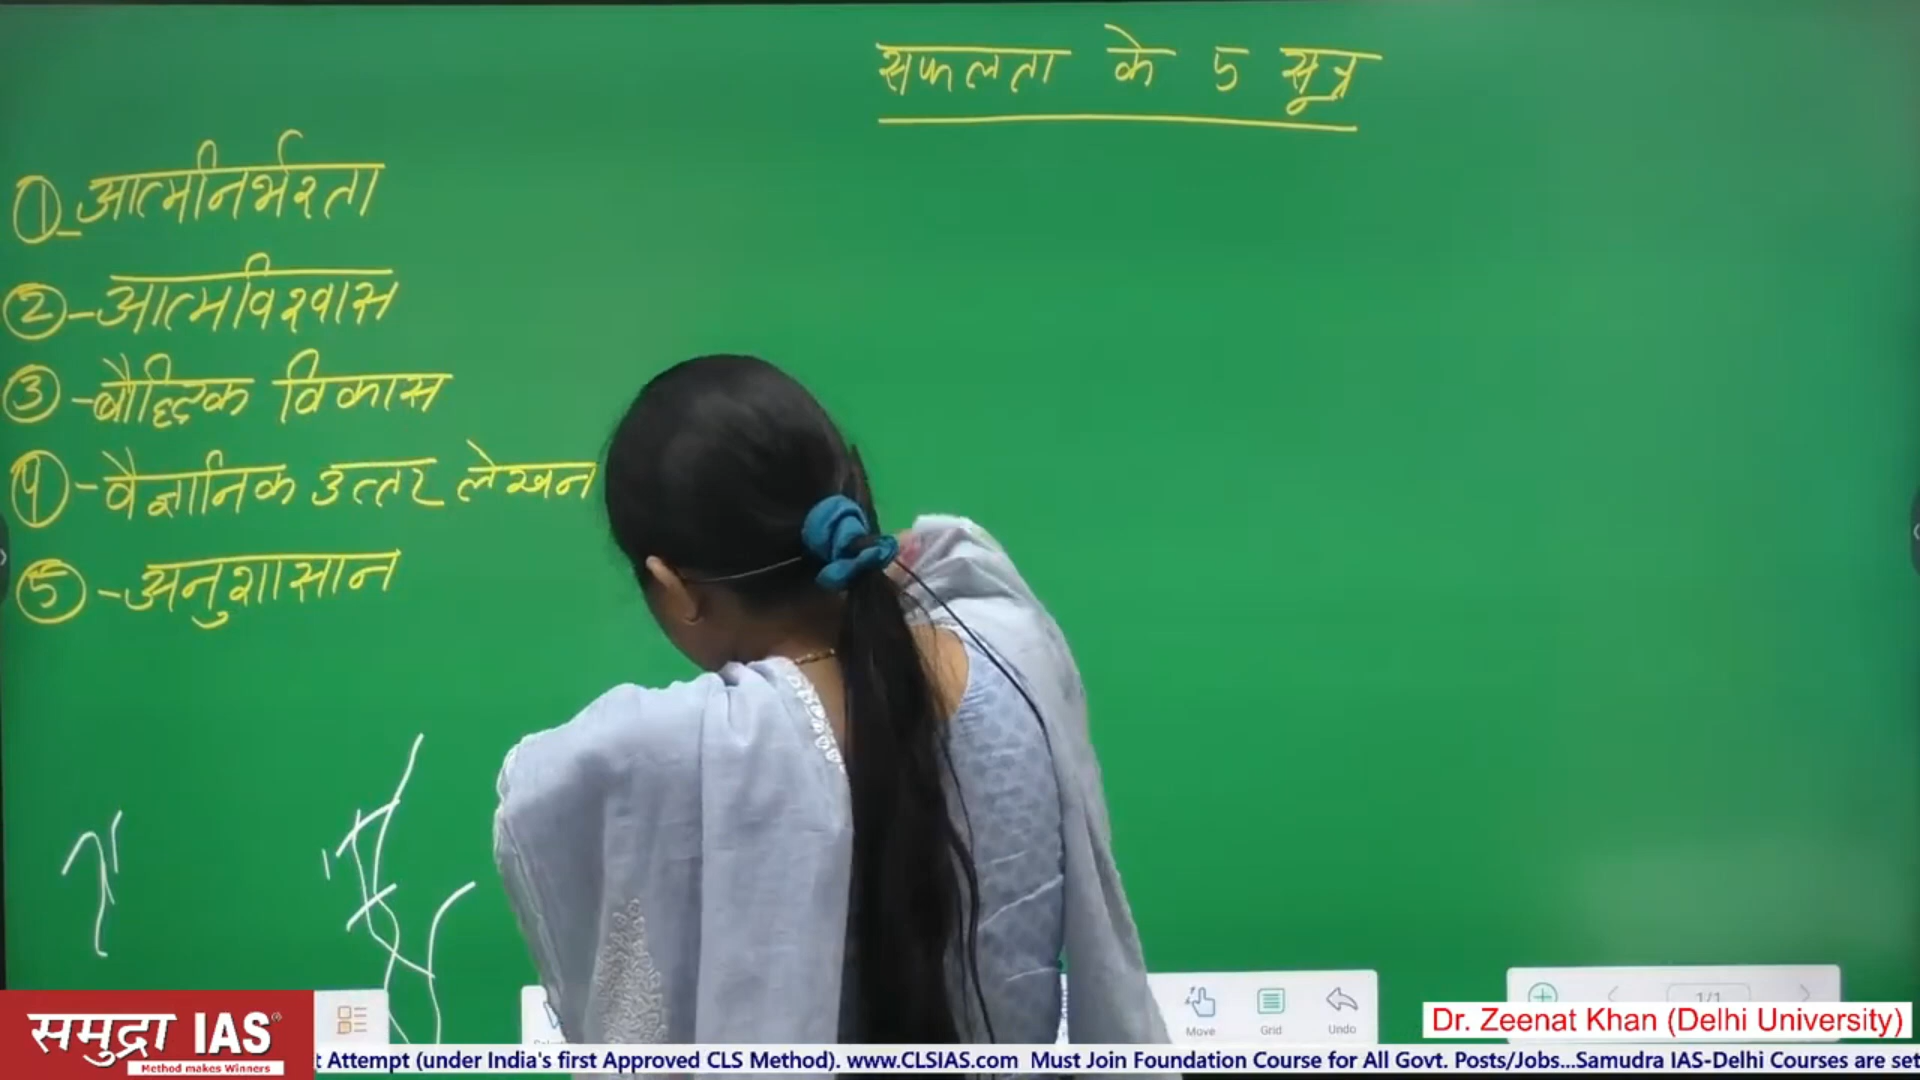 सफलता के 5 सूत्र
① आत्मनिर्भरता
② - आत्मविश्वास
③ - बौद्धिक विकास
④ - वैज्ञानिक उत्तर लेखन
⑤ - अनुशासान
Move
Grid
Undo
1/1
समुद्रा IAS
Method makes Winners
Dr. Zeenat Khan (Delhi University)
t Attempt (under India's first Approved CLS Method). www.CLSIAS.com Must Join Foundation Course for All Govt. Posts/Jobs...Samudra IAS-Delhi Courses are set